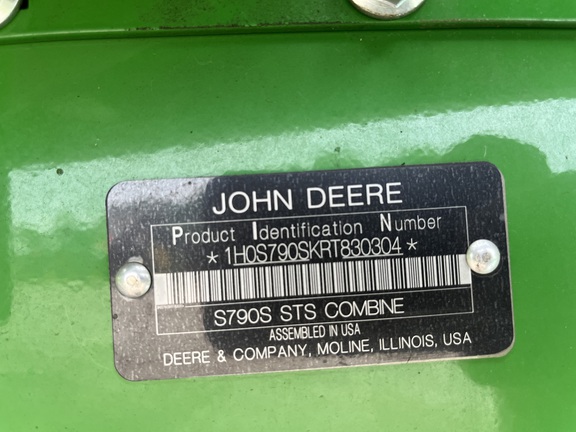 JOHN DEERE
Product Identification Number
*1H0S790SKRT830304*
S790S STS COMBINE
ASSEMBLED IN USA
DEERE & COMPANY, MOLINE, ILLINOIS, USA